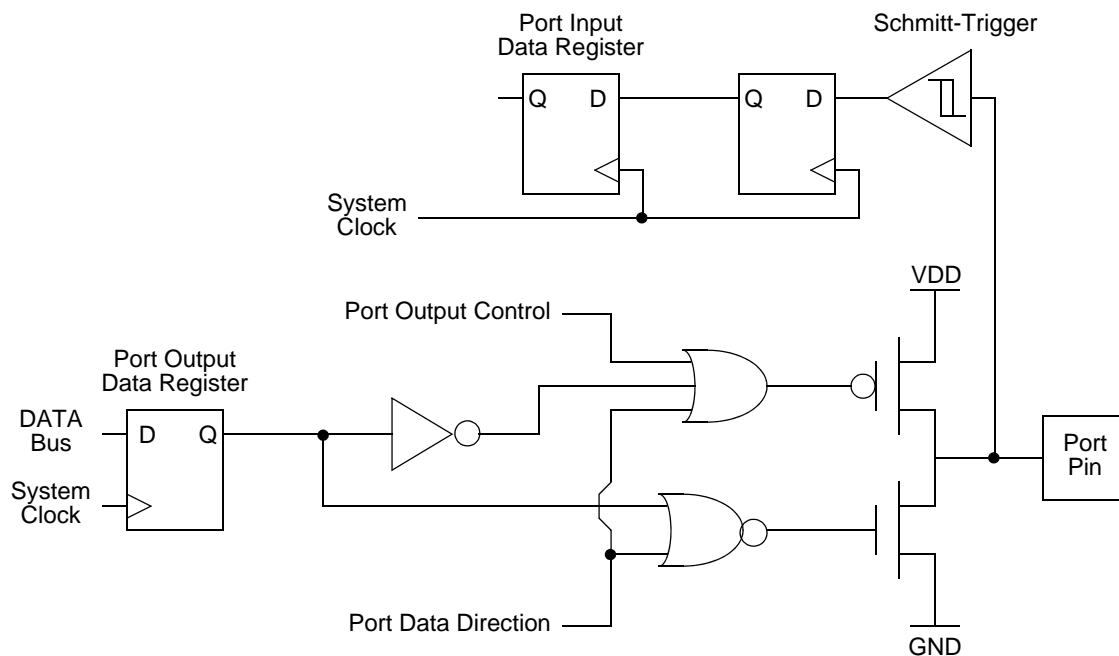 Port Input
Data Register
Schmitt-Trigger
Q D
Q D
System
Clock
VDD
Port Output Control
Port Output
Data Register
DATA
Bus
D Q
System
Clock
Port
Pin
Port Data Direction
GND